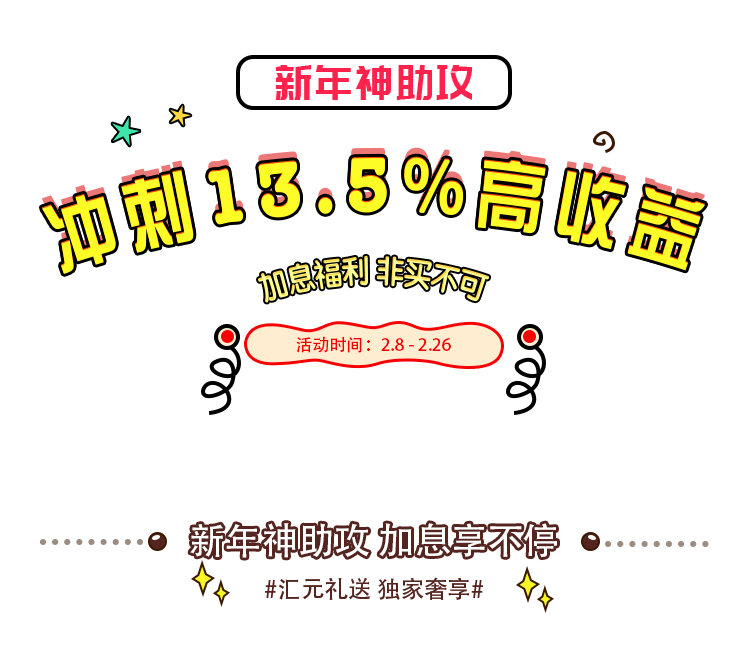 新年神助攻
冲刺13.5%高收益
加息福利 非买不可
活动时间：2.8 - 2.26
新年神助攻 加息享不停
#汇元礼送 独家奢享#